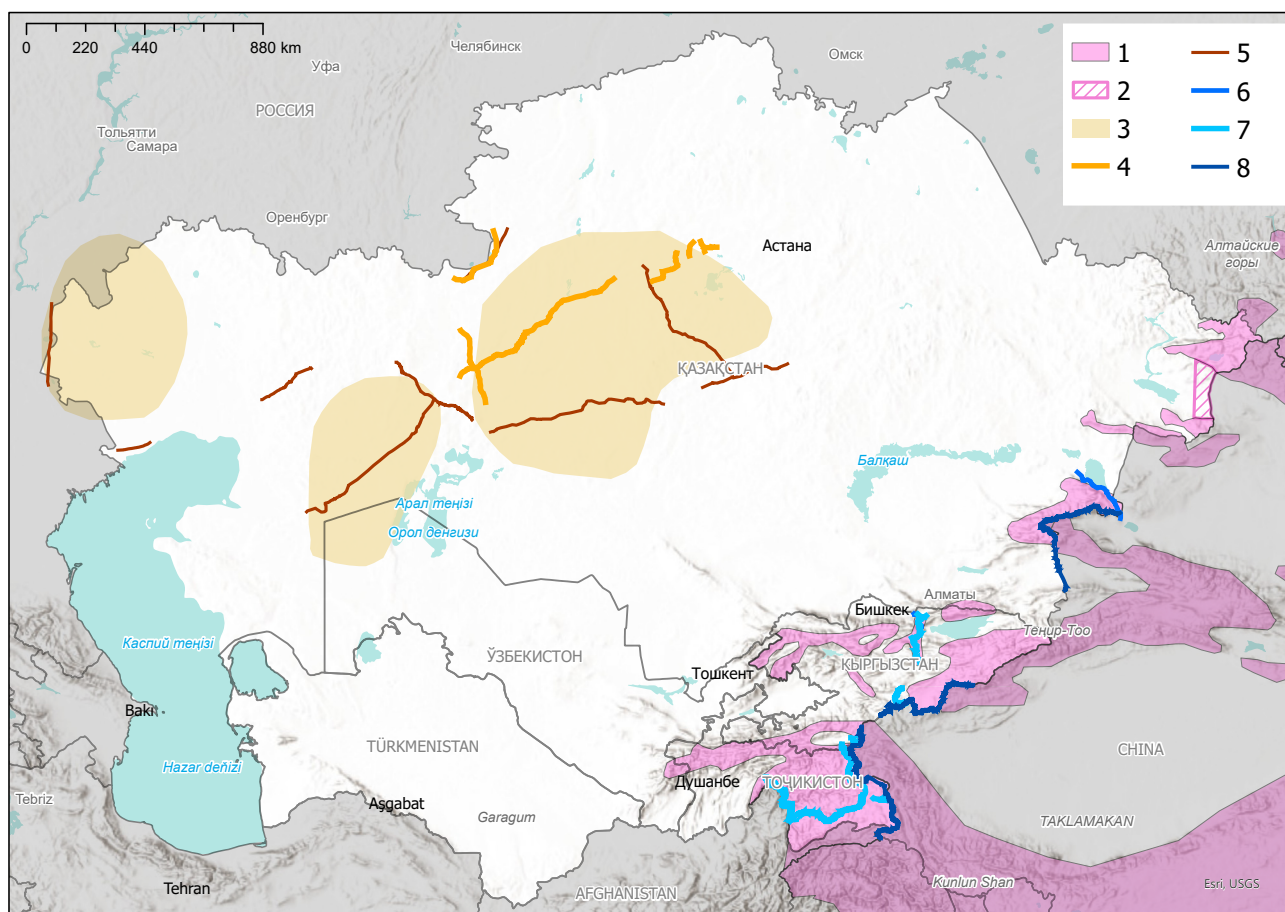 0 220 440 880 km
Челябинск
Омск
Уфа
РОССИЯ
Тольятти
Самара
Оренбург
Астана
Алтайские
горы
1
2
3
4
5
6
7
8
ҚАЗАҚСТАН
Балқаш
Арал теңізі
Орол денгизи
Алматы
Бишкек
Теңир-Тоо
Каспий теңізі
ЎЗБЕКИСТОН
КЫРГЫЗСТАН
Тошкент
Baki
TÜRKMENISTAN
CHINA
Hazar deňizi
Душанбе
ТОҶИКИСТОН
Tebriz
Aşgabat
Garagum
TAKLAMAKAN
Tehran
AFGHANISTAN
Kunlun Shan
Esri, USGS